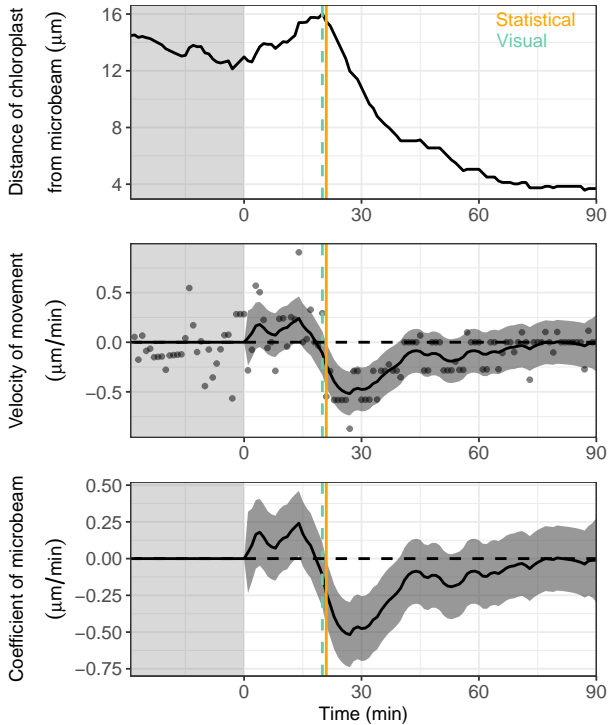 Distance of chloroplast
from microbeam (μm)
16
12
8
4
Statistical
Visual
0
30
60
90
Velocity of movement
(μm/min)
0.5
0.0
−0.5
0
30
60
90
Coefficient of microbeam
(μm/min)
0.50
0.25
0.00
−0.25
−0.50
−0.75
0
30
60
90
Time (min)